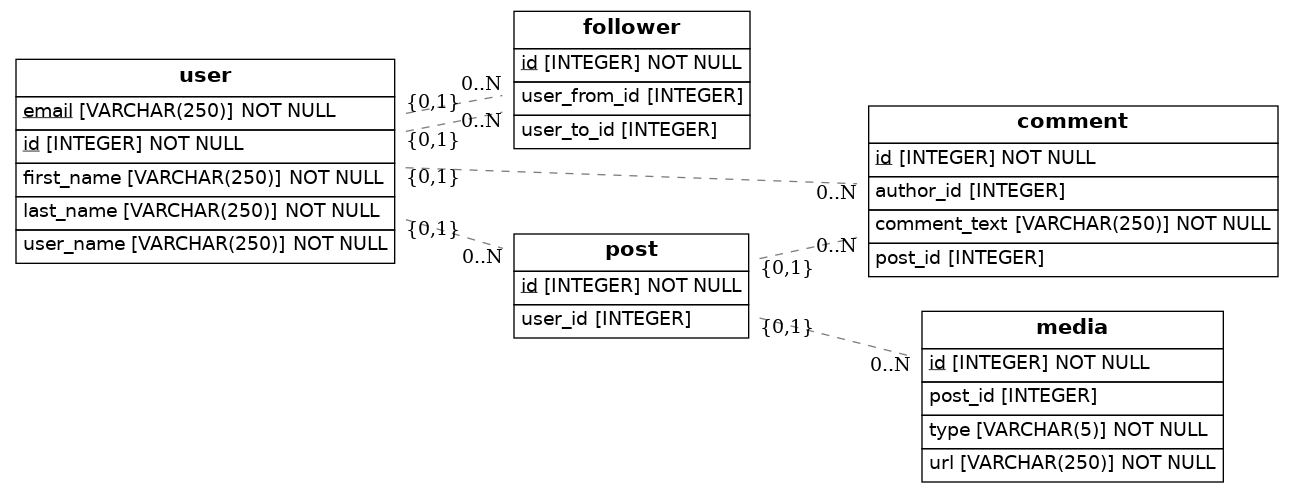 user
email [VARCHAR(250)] NOT NULL
id [INTEGER] NOT NULL
first_name [VARCHAR(250)] NOT NULL
last_name [VARCHAR(250)] NOT NULL
user_name [VARCHAR(250)] NOT NULL
follower
id [INTEGER] NOT NULL
user_from_id [INTEGER]
user_to_id [INTEGER]
0..N
{0,1}
0..N
{0,1}
{0,1}
0..N
{0,1}
0..N
post
id [INTEGER] NOT NULL
user_id [INTEGER]
comment
id [INTEGER] NOT NULL
author_id [INTEGER]
comment_text [VARCHAR(250)] NOT NULL
post_id [INTEGER]
0..N
{0,1}
{0,1}
0..N
media
id [INTEGER] NOT NULL
post_id [INTEGER]
type [VARCHAR(5)] NOT NULL
url [VARCHAR(250)] NOT NULL